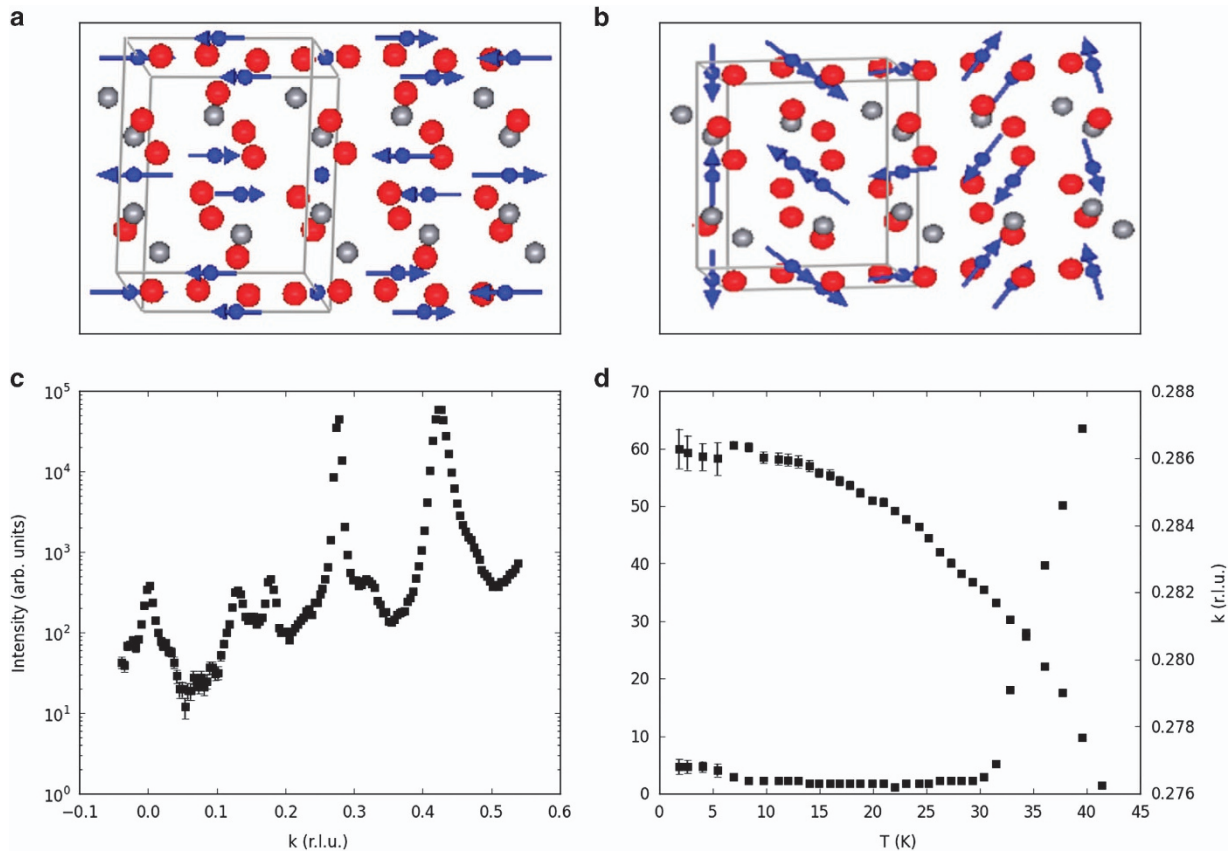 a
b
c
10^5
10^4
10^3
10^2
10^1
10^0
Intensity (arb. units)
−0.1 0.0 0.1 0.2 0.3 0.4 0.5 0.6
k (r.l.u.)
d
70
60
50
40
30
20
10
0
0 5 10 15 20 25 30 35 40 45
T (K)
0.288
0.286
0.284
0.282
0.280
0.278
0.276
k (r.l.u.)